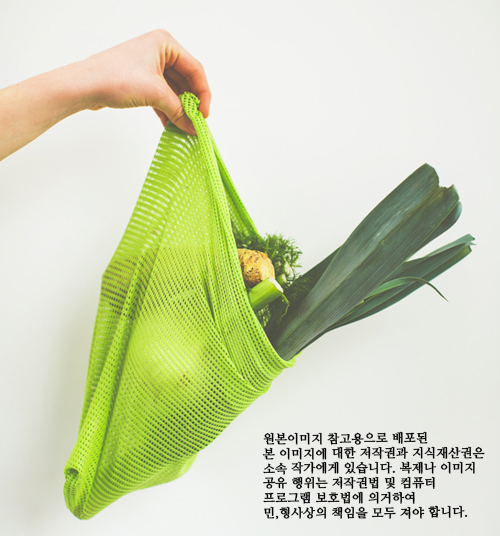 원본이미지 참고용으로 배포된
본 이미지에 대한 저작권과 지식재산권은
소속 작가에게 있습니다. 복제나 이미지
공유 행위는 저작권법 및 컴퓨터
프로그램 보호법에 의거하여
민,형사상의 책임을 모두 져야 합니다.